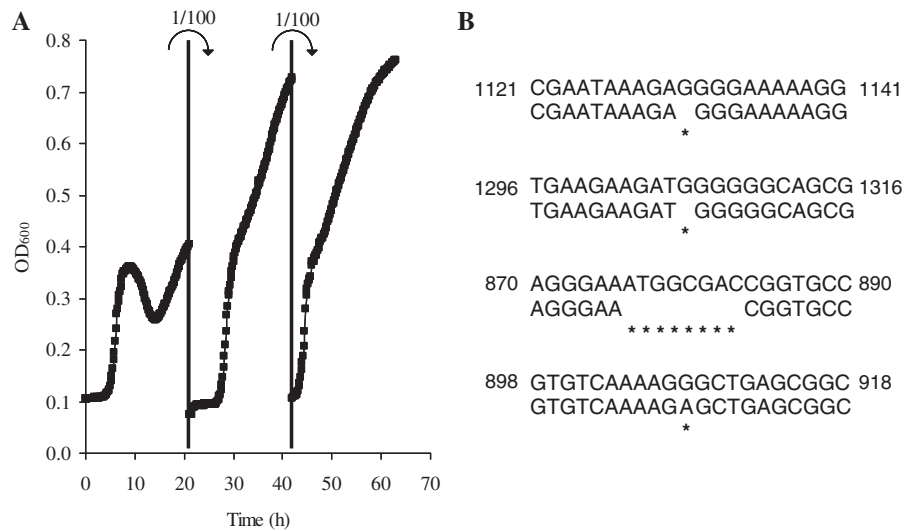 A
1/100 1/100
B
0.8
0.7
0.6
0.5
0.4
0.3
0.2
0.1
0.0
OD600
0 10 20 30 40 50 60 70
Time (h)
1121 CGAATAAAGAGGGGAAAAAGG 1141
CGAATAAAGA GGGAAAAAGG
*
1296 TGAAGAAGATGGGGGGCAGCG 1316
TGAAGAAGAT GGGGGCAGCG
*
870 AGGGAAATGGCGACCGGTGCC 890
AGGGAA CGGTGCC
* * * * * * * *
898 GTGTCAAAAGGGCTGAGCGGC 918
GTGTCAAAAGAGCTGAGCGGC
*